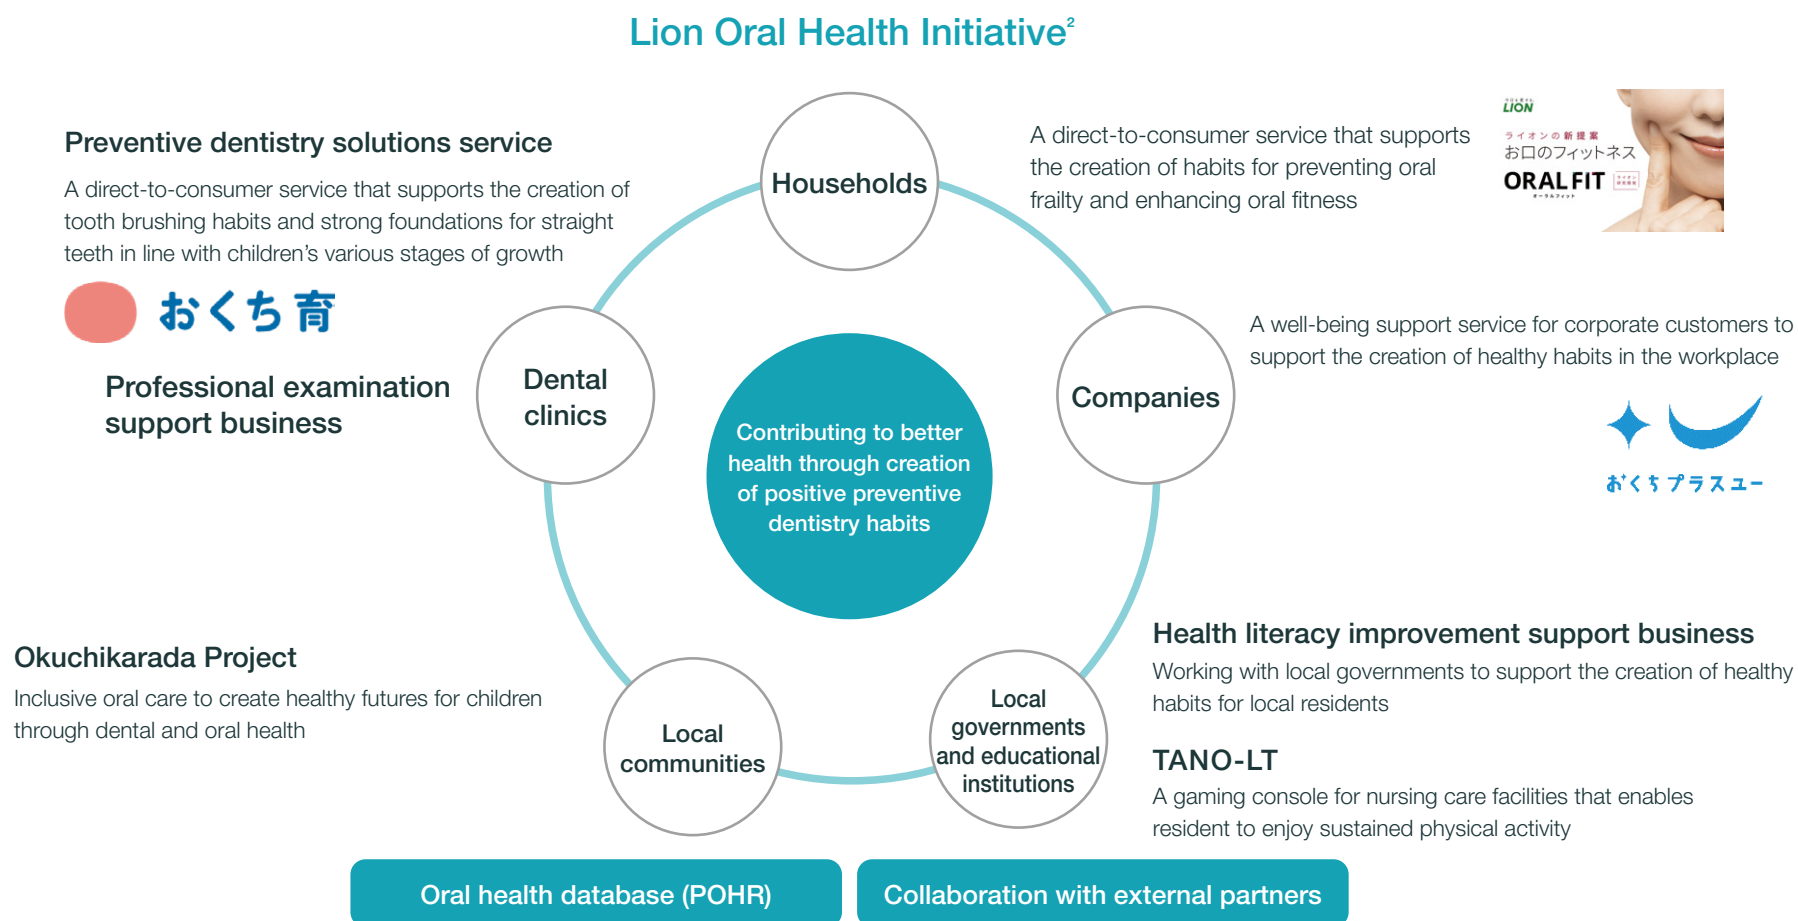 Lion Oral Health Initiative²
Preventive dentistry solutions service
A direct-to-consumer service that supports the creation of
tooth brushing habits and strong foundations for straight
teeth in line with children's various stages of growth
おくち育
Professional examination
support business
Households
A direct-to-consumer service that supports
the creation of habits for preventing oral
frailty and enhancing oral fitness
LION
ライオンの新提案
お口のフィットネス
ORALFIT
オーラルフィット
Dental
clinics
Companies
A well-being support service for corporate customers to
support the creation of healthy habits in the workplace
おくちプラスユー
Contributing to better
health through creation
of positive preventive
dentistry habits
Okuchikarada Project
Inclusive oral care to create healthy futures for children
through dental and oral health
Local
communities
Local
governments
and educational
institutions
Health literacy improvement support business
Working with local governments to support the creation of healthy
habits for local residents
TANO-LT
A gaming console for nursing care facilities that enables
resident to enjoy sustained physical activity
Oral health database (POHR)
Collaboration with external partners